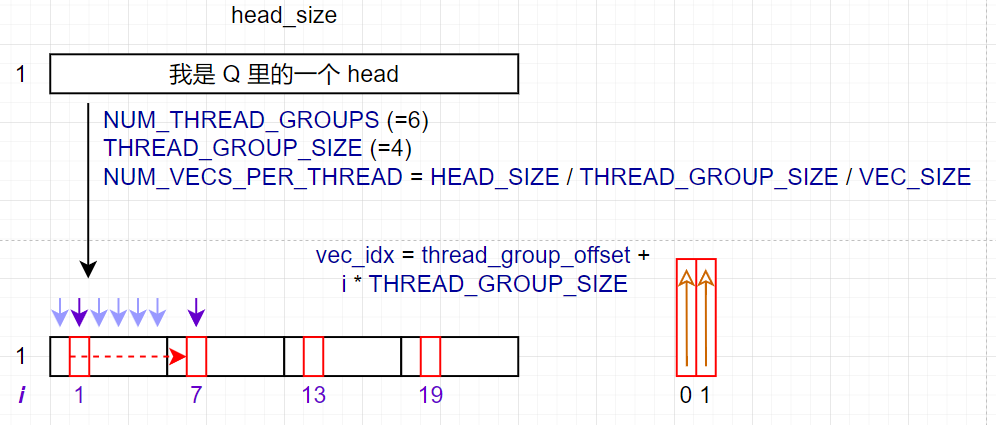 head_size
1
我是 Q 里的一个 head
NUM_THREAD_GROUPS (=6)
THREAD_GROUP_SIZE (=4)
NUM_VECS_PER_THREAD = HEAD_SIZE / THREAD_GROUP_SIZE / VEC_SIZE
vec_idx = thread_group_offset +
i * THREAD_GROUP_SIZE
1
i 1 7 13 19 0 1